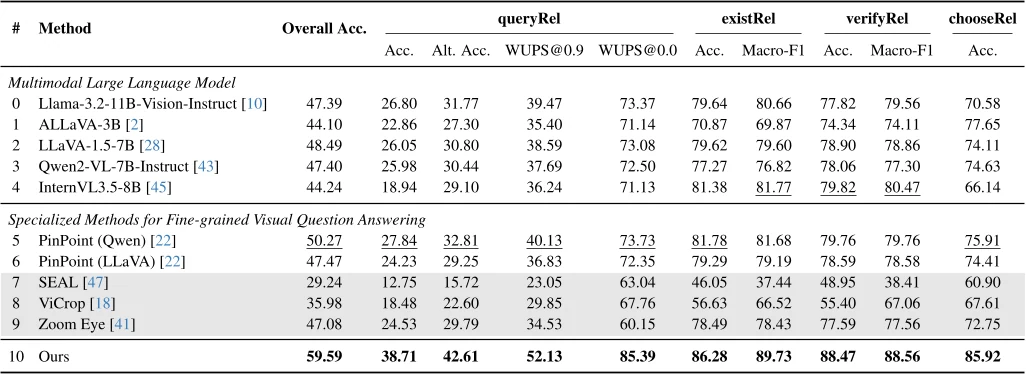 # Method Overall Acc. queryRel existRel verifyRel chooseRel
Acc. Alt. Acc. WUPS@0.9 WUPS@0.0 Acc. Macro-F1 Acc. Macro-F1 Acc.
Multimodal Large Language Model
0 Llama-3.2-11B-Vision-Instruct [10] 47.39 26.80 31.77 39.47 73.37 79.64 80.66 77.82 79.56 70.58
1 ALLaVA-3B [2] 44.10 22.86 27.30 35.40 71.14 70.87 69.87 74.34 74.11 77.65
2 LLaVA-1.5-7B [28] 48.49 26.05 30.80 38.59 73.08 79.62 79.60 78.90 78.86 74.11
3 Qwen2-VL-7B-Instruct [43] 47.40 25.98 30.44 37.69 72.50 77.27 76.82 78.06 77.30 74.63
4 InternVL3.5-8B [45] 44.24 18.94 29.10 36.24 71.13 81.38 81.77 79.82 80.47 66.14
Specialized Methods for Fine-grained Visual Question Answering
5 PinPoint (Qwen) [22] 50.27 27.84 32.81 40.13 73.73 81.78 81.68 79.76 79.76 75.91
6 PinPoint (LLaVA) [22] 47.47 24.23 29.25 36.83 72.35 79.29 79.19 78.59 78.58 74.41
7 SEAL [47] 29.24 12.75 15.72 23.05 63.04 46.05 37.44 48.95 38.41 60.90
8 ViCrop [18] 35.98 18.48 22.60 29.85 67.76 56.63 66.52 55.40 67.06 67.61
9 Zoom Eye [41] 47.08 24.53 29.79 34.53 60.15 78.49 78.43 77.59 77.56 72.75
10 Ours 59.59 38.71 42.61 52.13 85.39 86.28 89.73 88.47 88.56 85.92